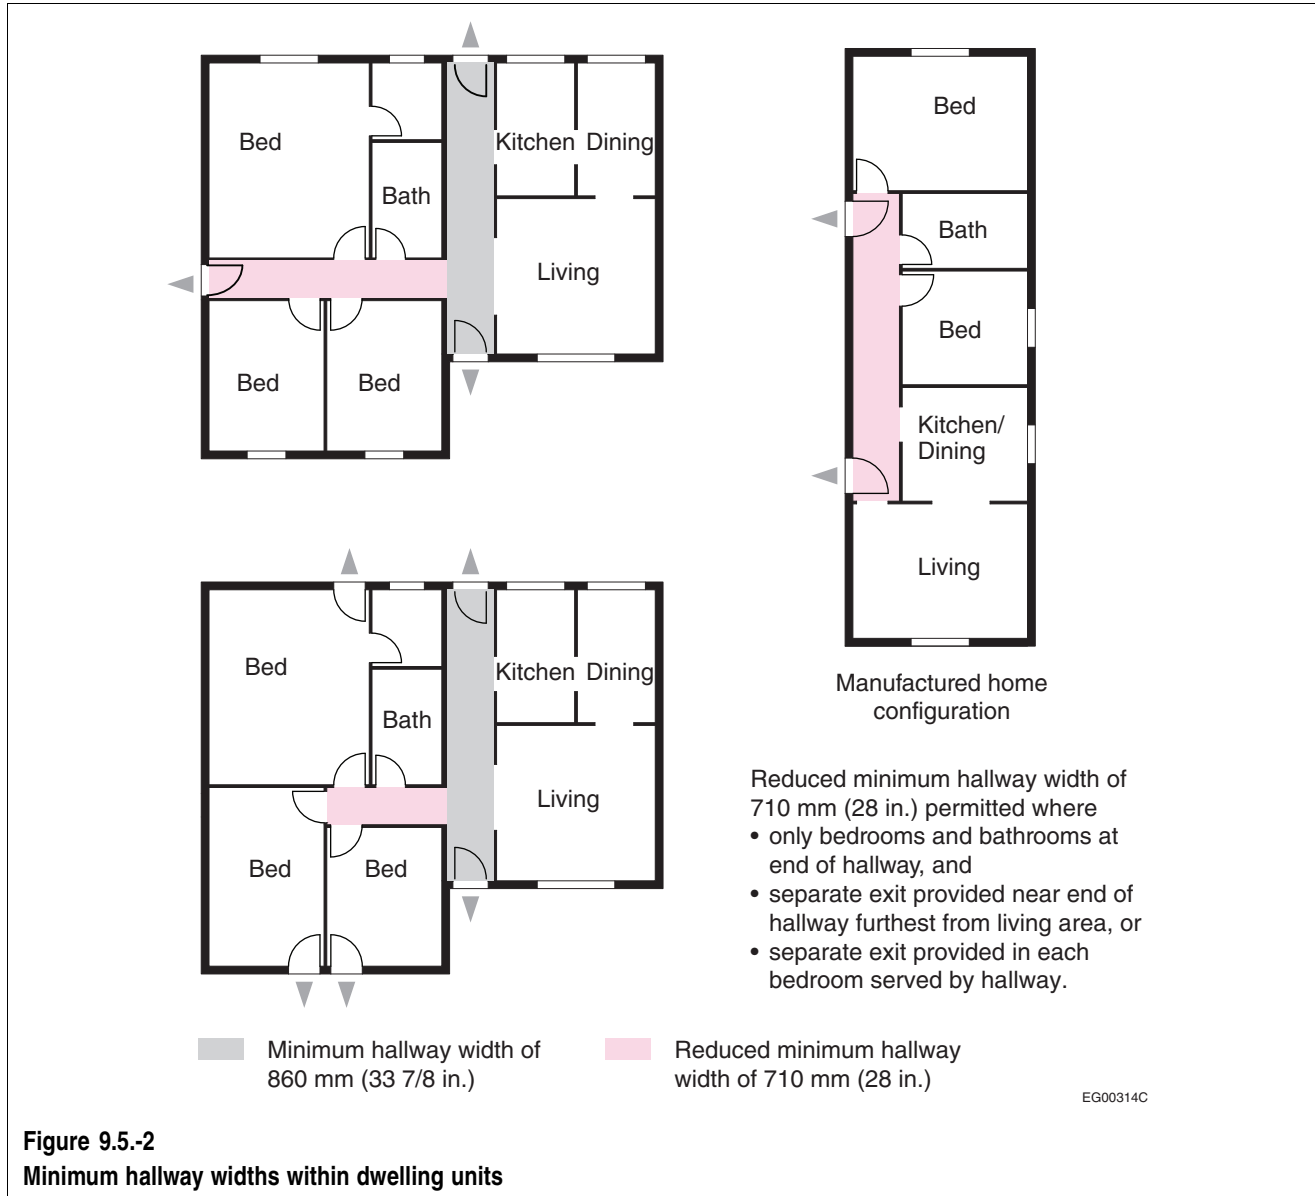 Bed
Kitchen
Dining
Bath
Living
Bed
Bed
Bed
Bath
Bed
Kitchen/
Dining
Living
Manufactured home
configuration
Bed
Kitchen
Dining
Bath
Living
Bed
Bed
Reduced minimum hallway width of
710 mm (28 in.) permitted where
• only bedrooms and bathrooms at
end of hallway, and
• separate exit provided near end of
hallway furthest from living area, or
• separate exit provided in each
bedroom served by hallway.
Minimum hallway width of
860 mm (33 7/8 in.)
Reduced minimum hallway
width of 710 mm (28 in.)
EG00314C
Figure 9.5.-2
Minimum hallway widths within dwelling units